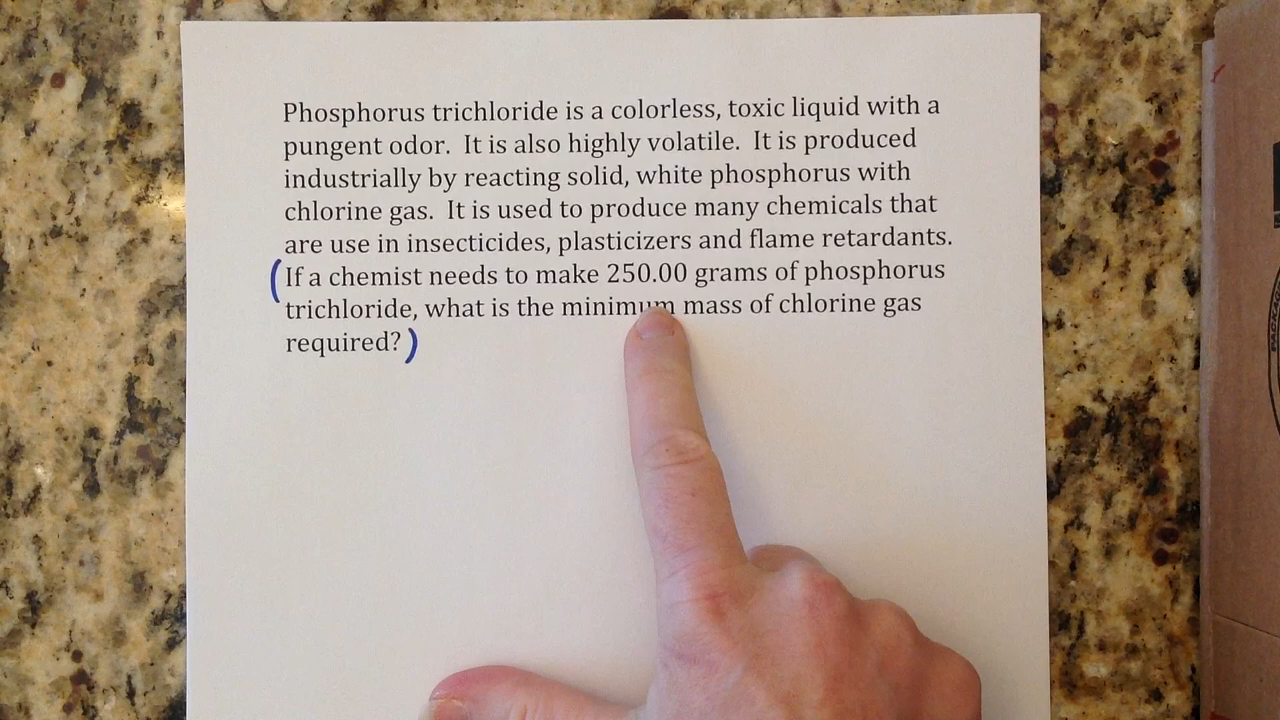 Phosphorus trichloride is a colorless, toxic liquid with a
pungent odor.  It is also highly volatile.  It is produced
industrially by reacting solid, white phosphorus with
chlorine gas.  It is used to produce many chemicals that
are use in insecticides, plasticizers and flame retardants.
(If a chemist needs to make 250.00 grams of phosphorus
trichloride, what is the minimum mass of chlorine gas
required?)